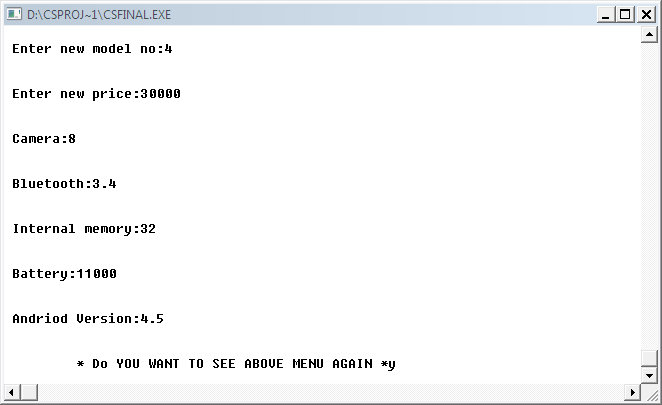 D:\CSPROJ~1\CSFINAL.EXE
Enter new model no:4
Enter new price:30000
Camera:8
Bluetooth:3.4
Internal memory:32
Battery:11000
Andriod Version:4.5
* Do YOU WANT TO SEE ABOVE MENU AGAIN *y